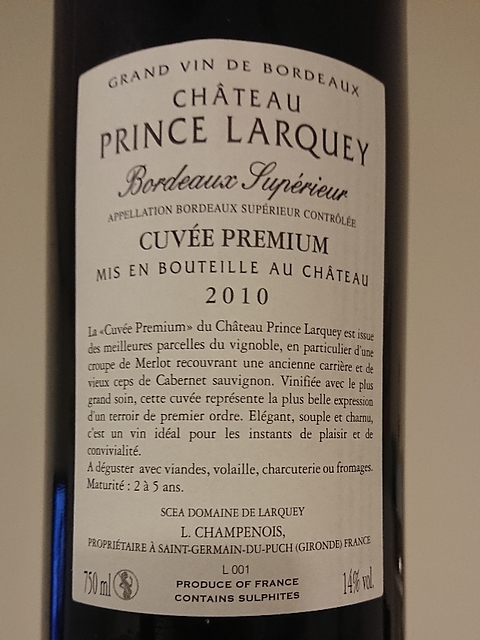 GRAND VIN DE BORDEAUX
CHÂTEAU
PRINCE LARQUEY
Bordeaux Supérieur
APPELLATION BORDEAUX SUPÉRIEUR CONTRÔLÉE
CUVÉE PREMIUM
MIS EN BOUTEILLE AU CHÂTEAU
2010
La «Cuvée Premium» du Château Prince Larquey est issue
des meilleures parcelles du vignoble, en particulier d'une
croupe de Merlot recouvrant une ancienne carrière et de
vieux ceps de Cabernet sauvignon. Vinifiée avec le plus
grand soin, cette cuvée représente la plus belle expression
d'un terroir de premier ordre. Elégant, souple et charnu,
c'est un vin idéal pour les instants de plaisir et de
convivialité.
A déguster avec viandes, volaille, charcuterie ou fromages.
Maturité : 2 à 5 ans.
SCEA DOMAINE DE LARQUEY
L. CHAMPENOIS,
PROPRIÉTAIRE À SAINT-GERMAIN-DU-PUCH (GIRONDE) FRANCE
L 001
750 ml PRODUCE OF FRANCE 14% vol.
CONTAINS SULPHITES